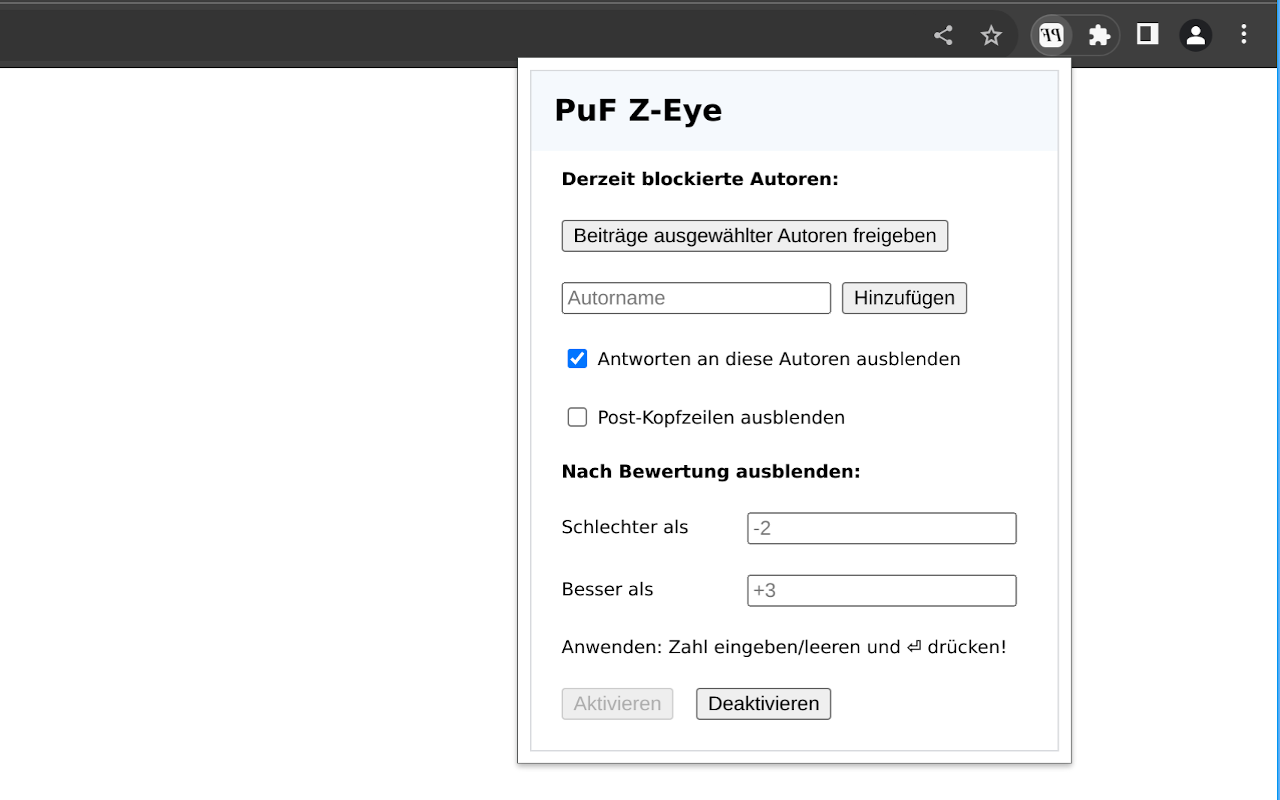 PuF Z-Eye
Derzeit blockierte Autoren:
Beiträge ausgewählter Autoren freigeben
Autorname Hinzufügen
Antworten an diese Autoren ausblenden
Post-Kopfzeilen ausblenden
Nach Bewertung ausblenden:
Schlechter als -2
Besser als +3
Anwenden: Zahl eingeben/leeren und ⏎ drücken!
Aktivieren Deaktivieren